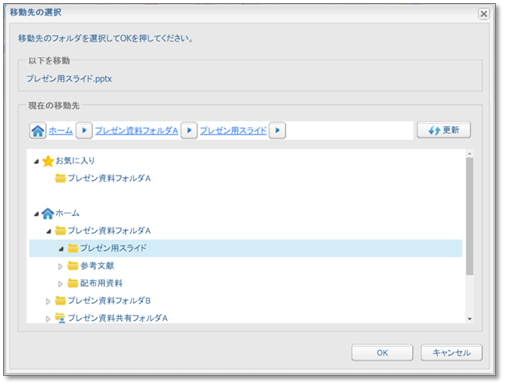 移動先の選択
移動先のフォルダを選択してOKを押してください。
以下を移動
プレゼン用スライド.pptx
現在の移動先
ホーム プレゼン資料フォルダA プレゼン用スライド 更新
お気に入り
プレゼン資料フォルダA
ホーム
プレゼン資料フォルダA
プレゼン用スライド
参考文献
配布用資料
プレゼン資料フォルダB
プレゼン資料共有フォルダA
OK キャンセル